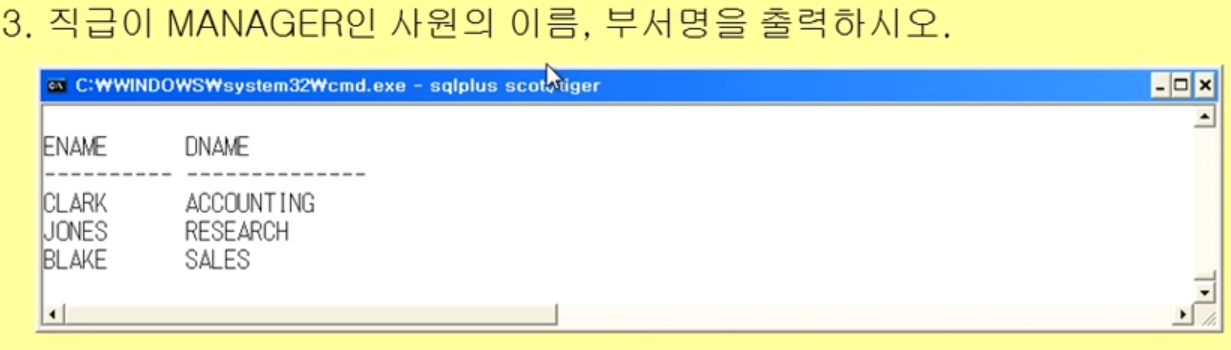 3. 직급이 MANAGER인 사원의 이름, 부서명을 출력하시오.
C:₩WINDOWS₩system32₩cmd.exe - sqlplus scott/tiger
ENAME DNAME
---------- --------------
CLARK ACCOUNTING
JONES RESEARCH
BLAKE SALES